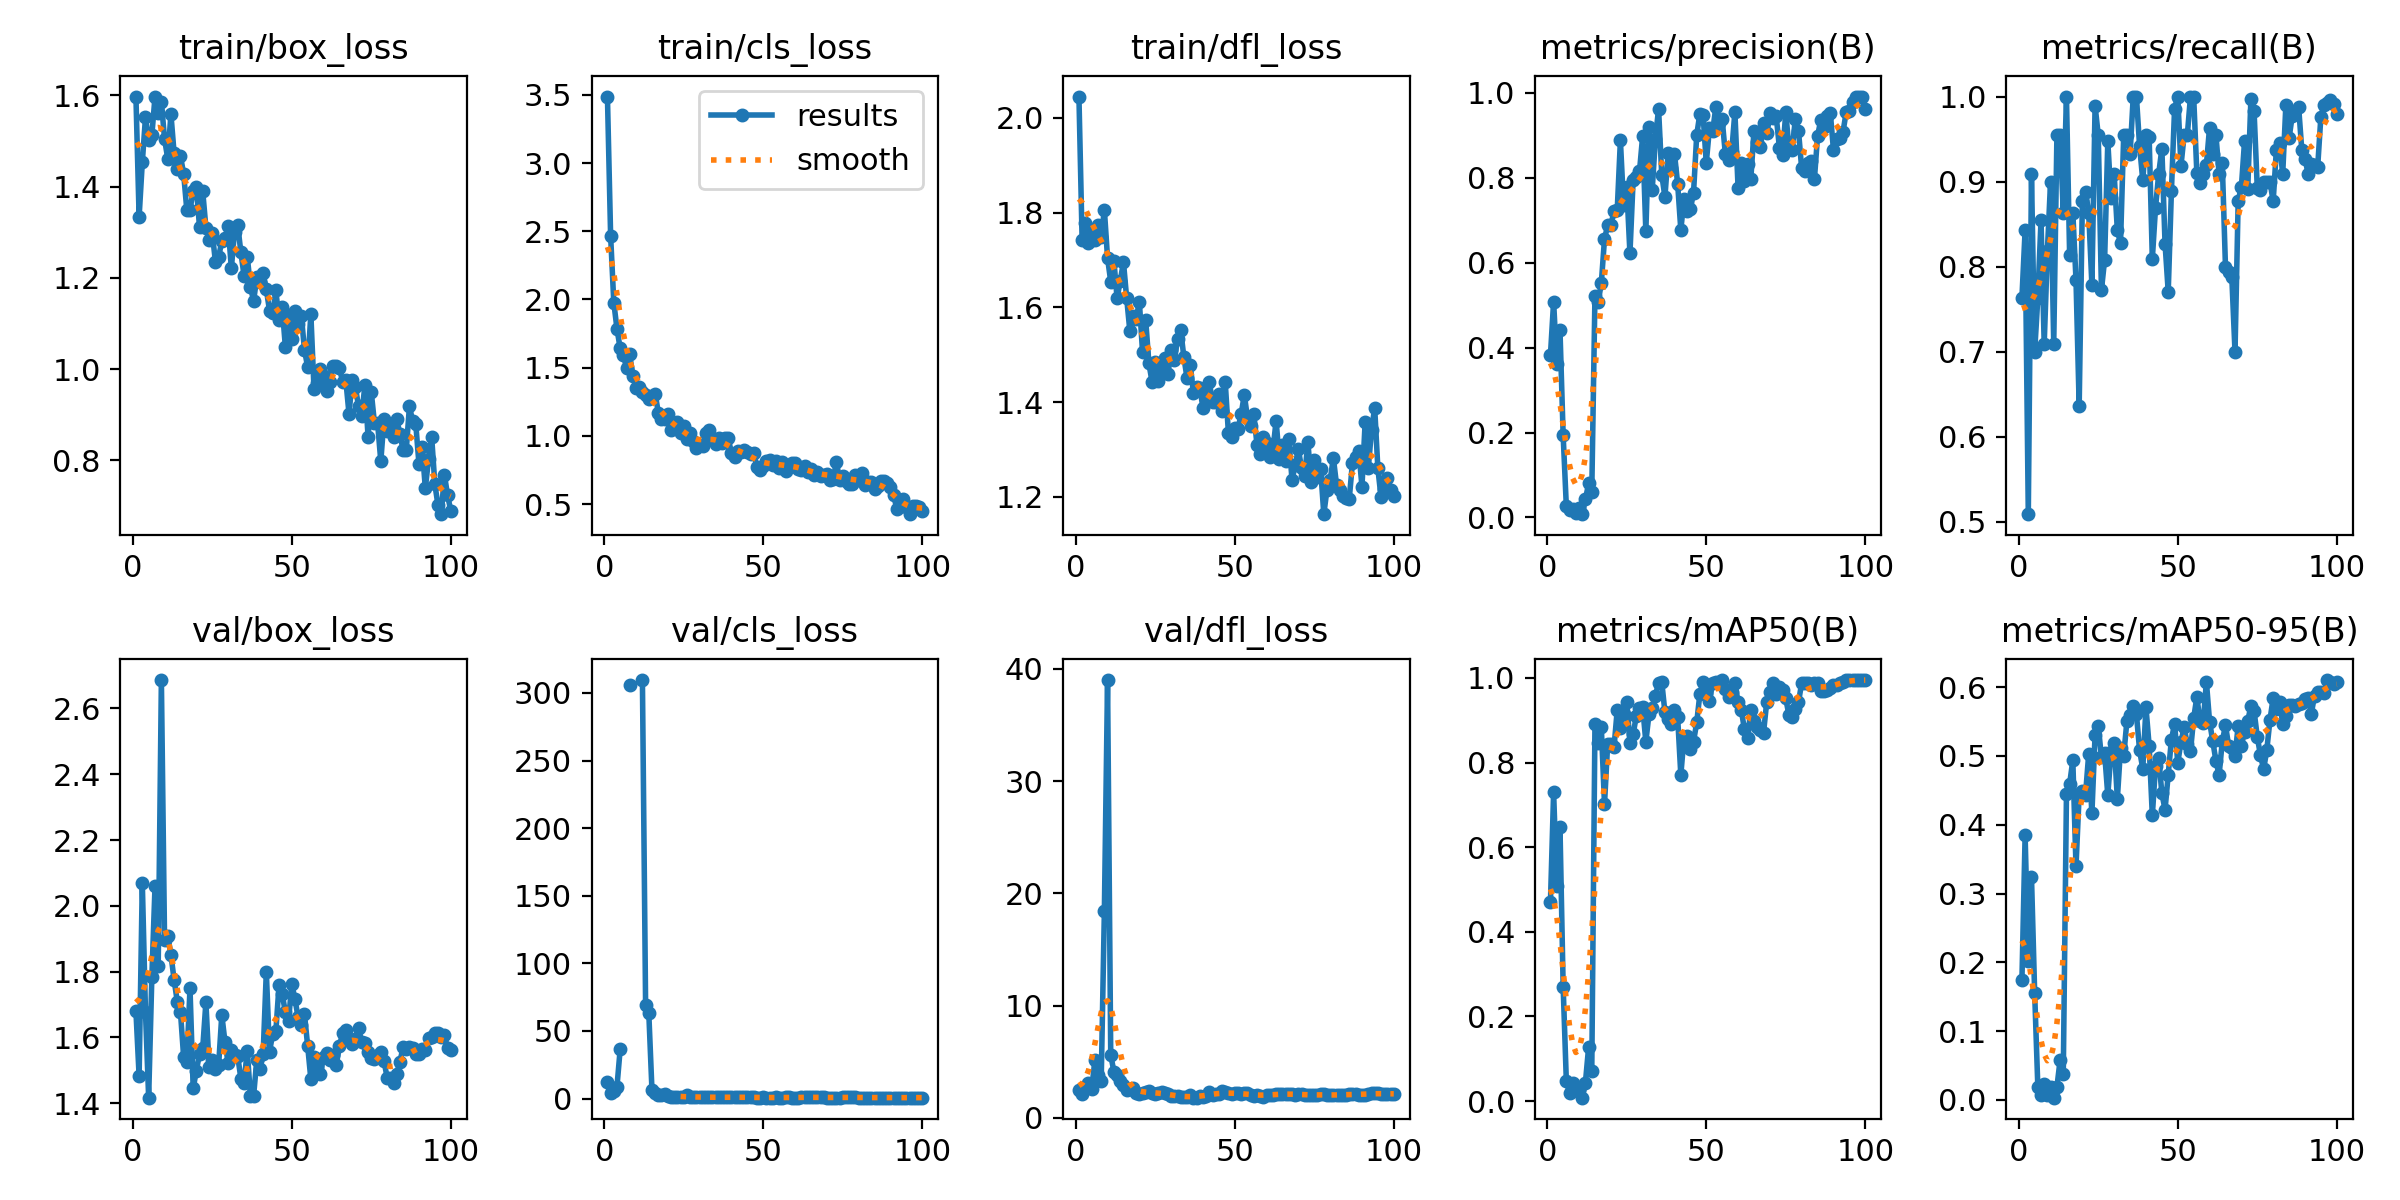 train/box_loss
1.6
1.4
1.2
1.0
0.8
0 50 100
train/cls_loss
results
smooth
3.5
3.0
2.5
2.0
1.5
1.0
0.5
0 50 100
train/dfl_loss
2.0
1.8
1.6
1.4
1.2
0 50 100
metrics/precision(B)
1.0
0.8
0.6
0.4
0.2
0.0
0 50 100
metrics/recall(B)
1.0
0.9
0.8
0.7
0.6
0.5
0 50 100
val/box_loss
2.6
2.4
2.2
2.0
1.8
1.6
1.4
0 50 100
val/cls_loss
300
250
200
150
100
50
0
0 50 100
val/dfl_loss
40
30
20
10
0
0 50 100
metrics/mAP50(B)
1.0
0.8
0.6
0.4
0.2
0.0
0 50 100
metrics/mAP50-95(B)
0.6
0.5
0.4
0.3
0.2
0.1
0.0
0 50 100